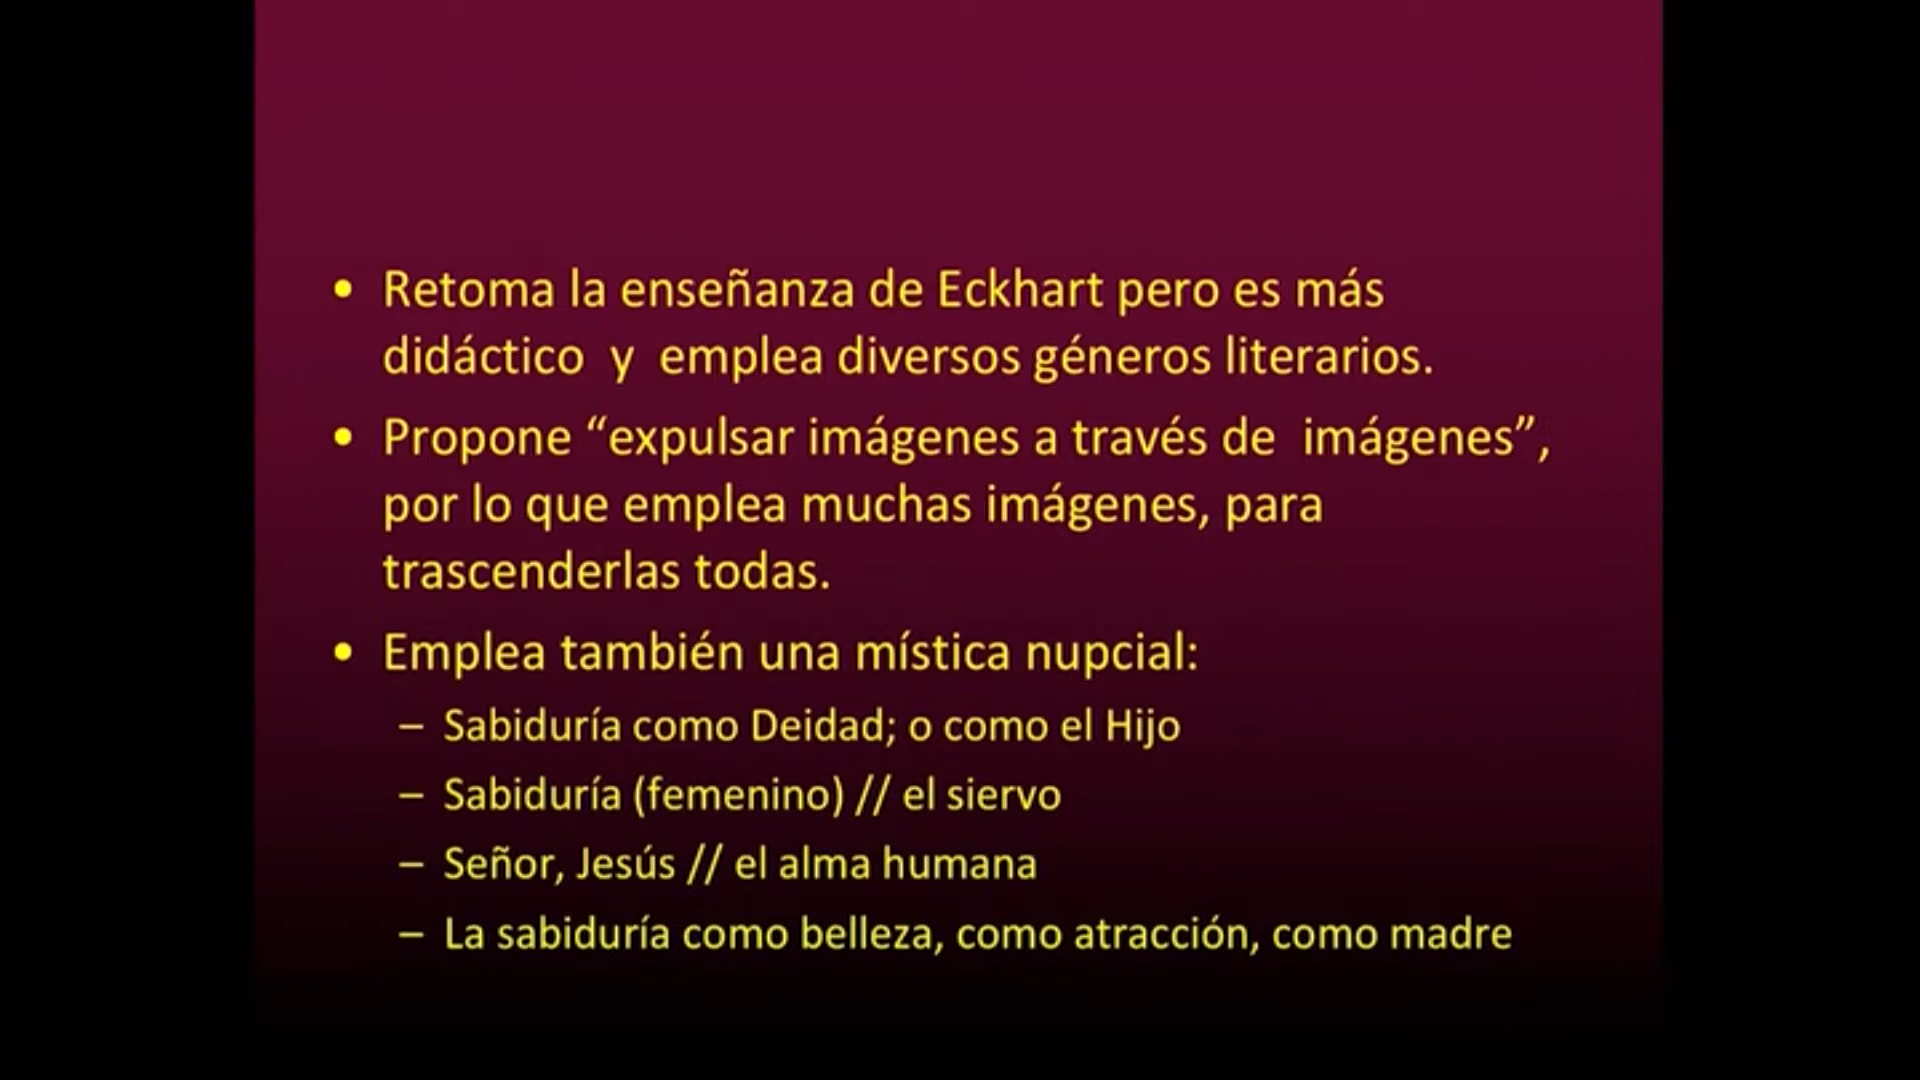 • Retoma la enseñanza de Eckhart pero es más
didáctico y emplea diversos géneros literarios.
• Propone “expulsar imágenes a través de imágenes”,
por lo que emplea muchas imágenes, para
trascenderlas todas.
• Emplea también una mística nupcial:
– Sabiduría como Deidad; o como el Hijo
– Sabiduría (femenino) // el siervo
– Señor, Jesús // el alma humana
– La sabiduría como belleza, como atracción, como madre